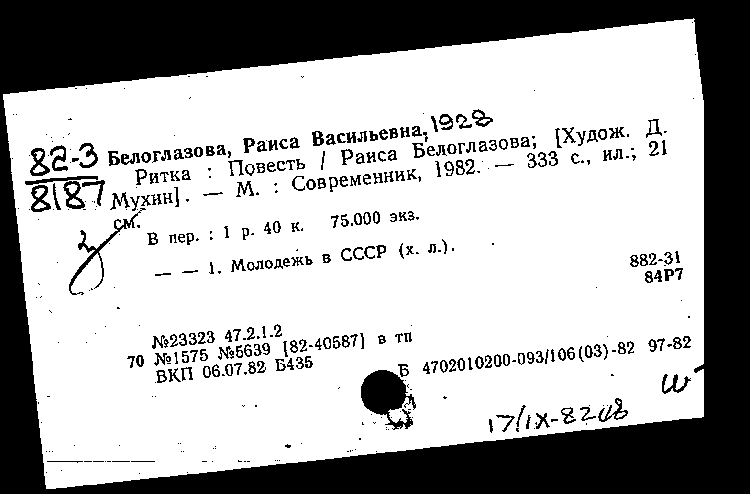 82-3 Белоглазова, Раиса Васильевна, 1928
8187 Ритка : Повесть / Раиса Белоглазова; [Худож. Д.
Мухин]. — М. : Современник, 1982. — 333 с., ил.; 21
см.
В пер. : 1 р. 40 к. 75.000 экз.
— — 1. Молодежь в СССР (х. л.).
882-31
84Р7
№23323 47.2.1.2
70 №1575 №5639 [82-40587] в тп
ВКП 06.07.82 Б435
Б 4702010200-093/106(03)-82 97-82
17/IX-82